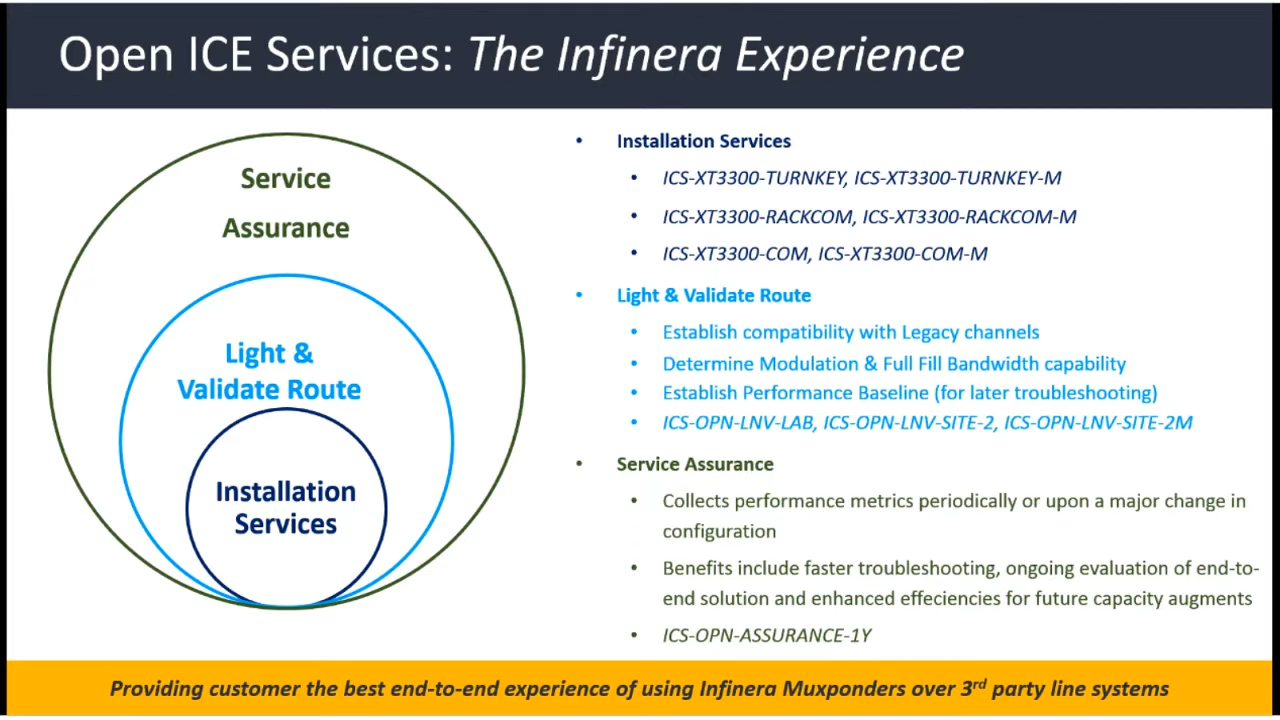 Open ICE Services: The Infinera Experience
Service
Assurance
Light &
Validate Route
Installation
Services
• Installation Services
• ICS-XT3300-TURNKEY, ICS-XT3300-TURNKEY-M
• ICS-XT3300-RACKCOM, ICS-XT3300-RACKCOM-M
• ICS-XT3300-COM, ICS-XT3300-COM-M
• Light & Validate Route
• Establish compatibility with Legacy channels
• Determine Modulation & Full Fill Bandwidth capability
• Establish Performance Baseline (for later troubleshooting)
• ICS-OPN-LNV-LAB, ICS-OPN-LNV-SITE-2, ICS-OPN-LNV-SITE-2M
• Service Assurance
• Collects performance metrics periodically or upon a major change in
configuration
• Benefits include faster troubleshooting, ongoing evaluation of end-to-
end solution and enhanced effeciencies for future capacity augments
• ICS-OPN-ASSURANCE-1Y
Providing customer the best end-to-end experience of using Infinera Muxponders over 3rd party line systems